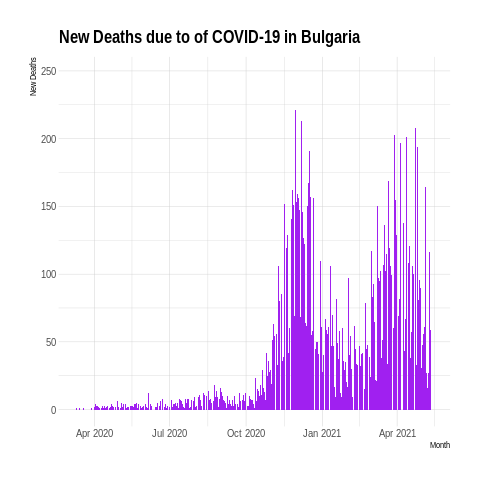 New Deaths due to of COVID-19 in Bulgaria
New Deaths
250
200
150
100
50
0
Apr 2020 Jul 2020 Oct 2020 Jan 2021 Apr 2021
Month